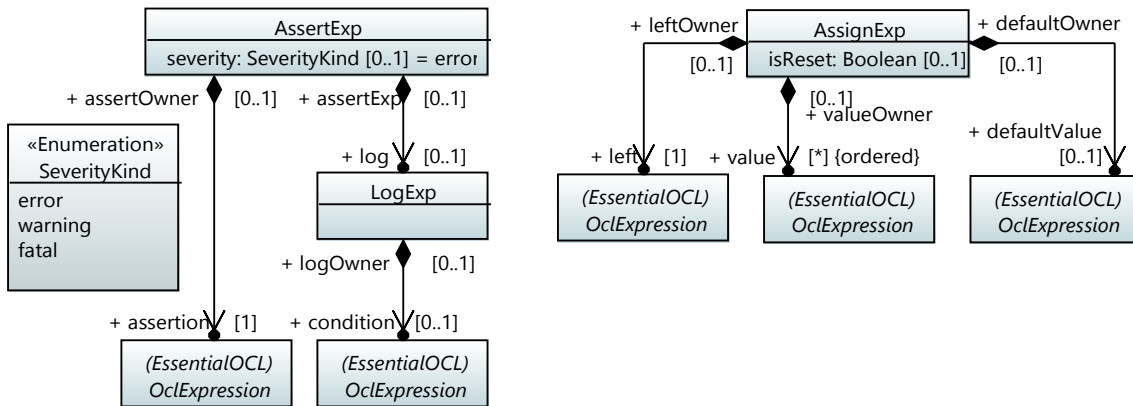 AssertExp
severity: SeverityKind [0..1] = error
+ assertOwner
[0..1]
+ assertExp
[0..1]
«Enumeration»
SeverityKind
error
warning
fatal
+ log
[0..1]
LogExp
+ logOwner
[0..1]
+ assertion
[1]
+ condition
[0..1]
(EssentialOCL)
OclExpression
(EssentialOCL)
OclExpression
+ leftOwner
[0..1]
AssignExp
isReset: Boolean [0..1]
+ defaultOwner
[0..1]
[0..1]
+ valueOwner
+ left
[1]
+ value
[*] {ordered}
+ defaultValue
[0..1]
(EssentialOCL)
OclExpression
(EssentialOCL)
OclExpression
(EssentialOCL)
OclExpression